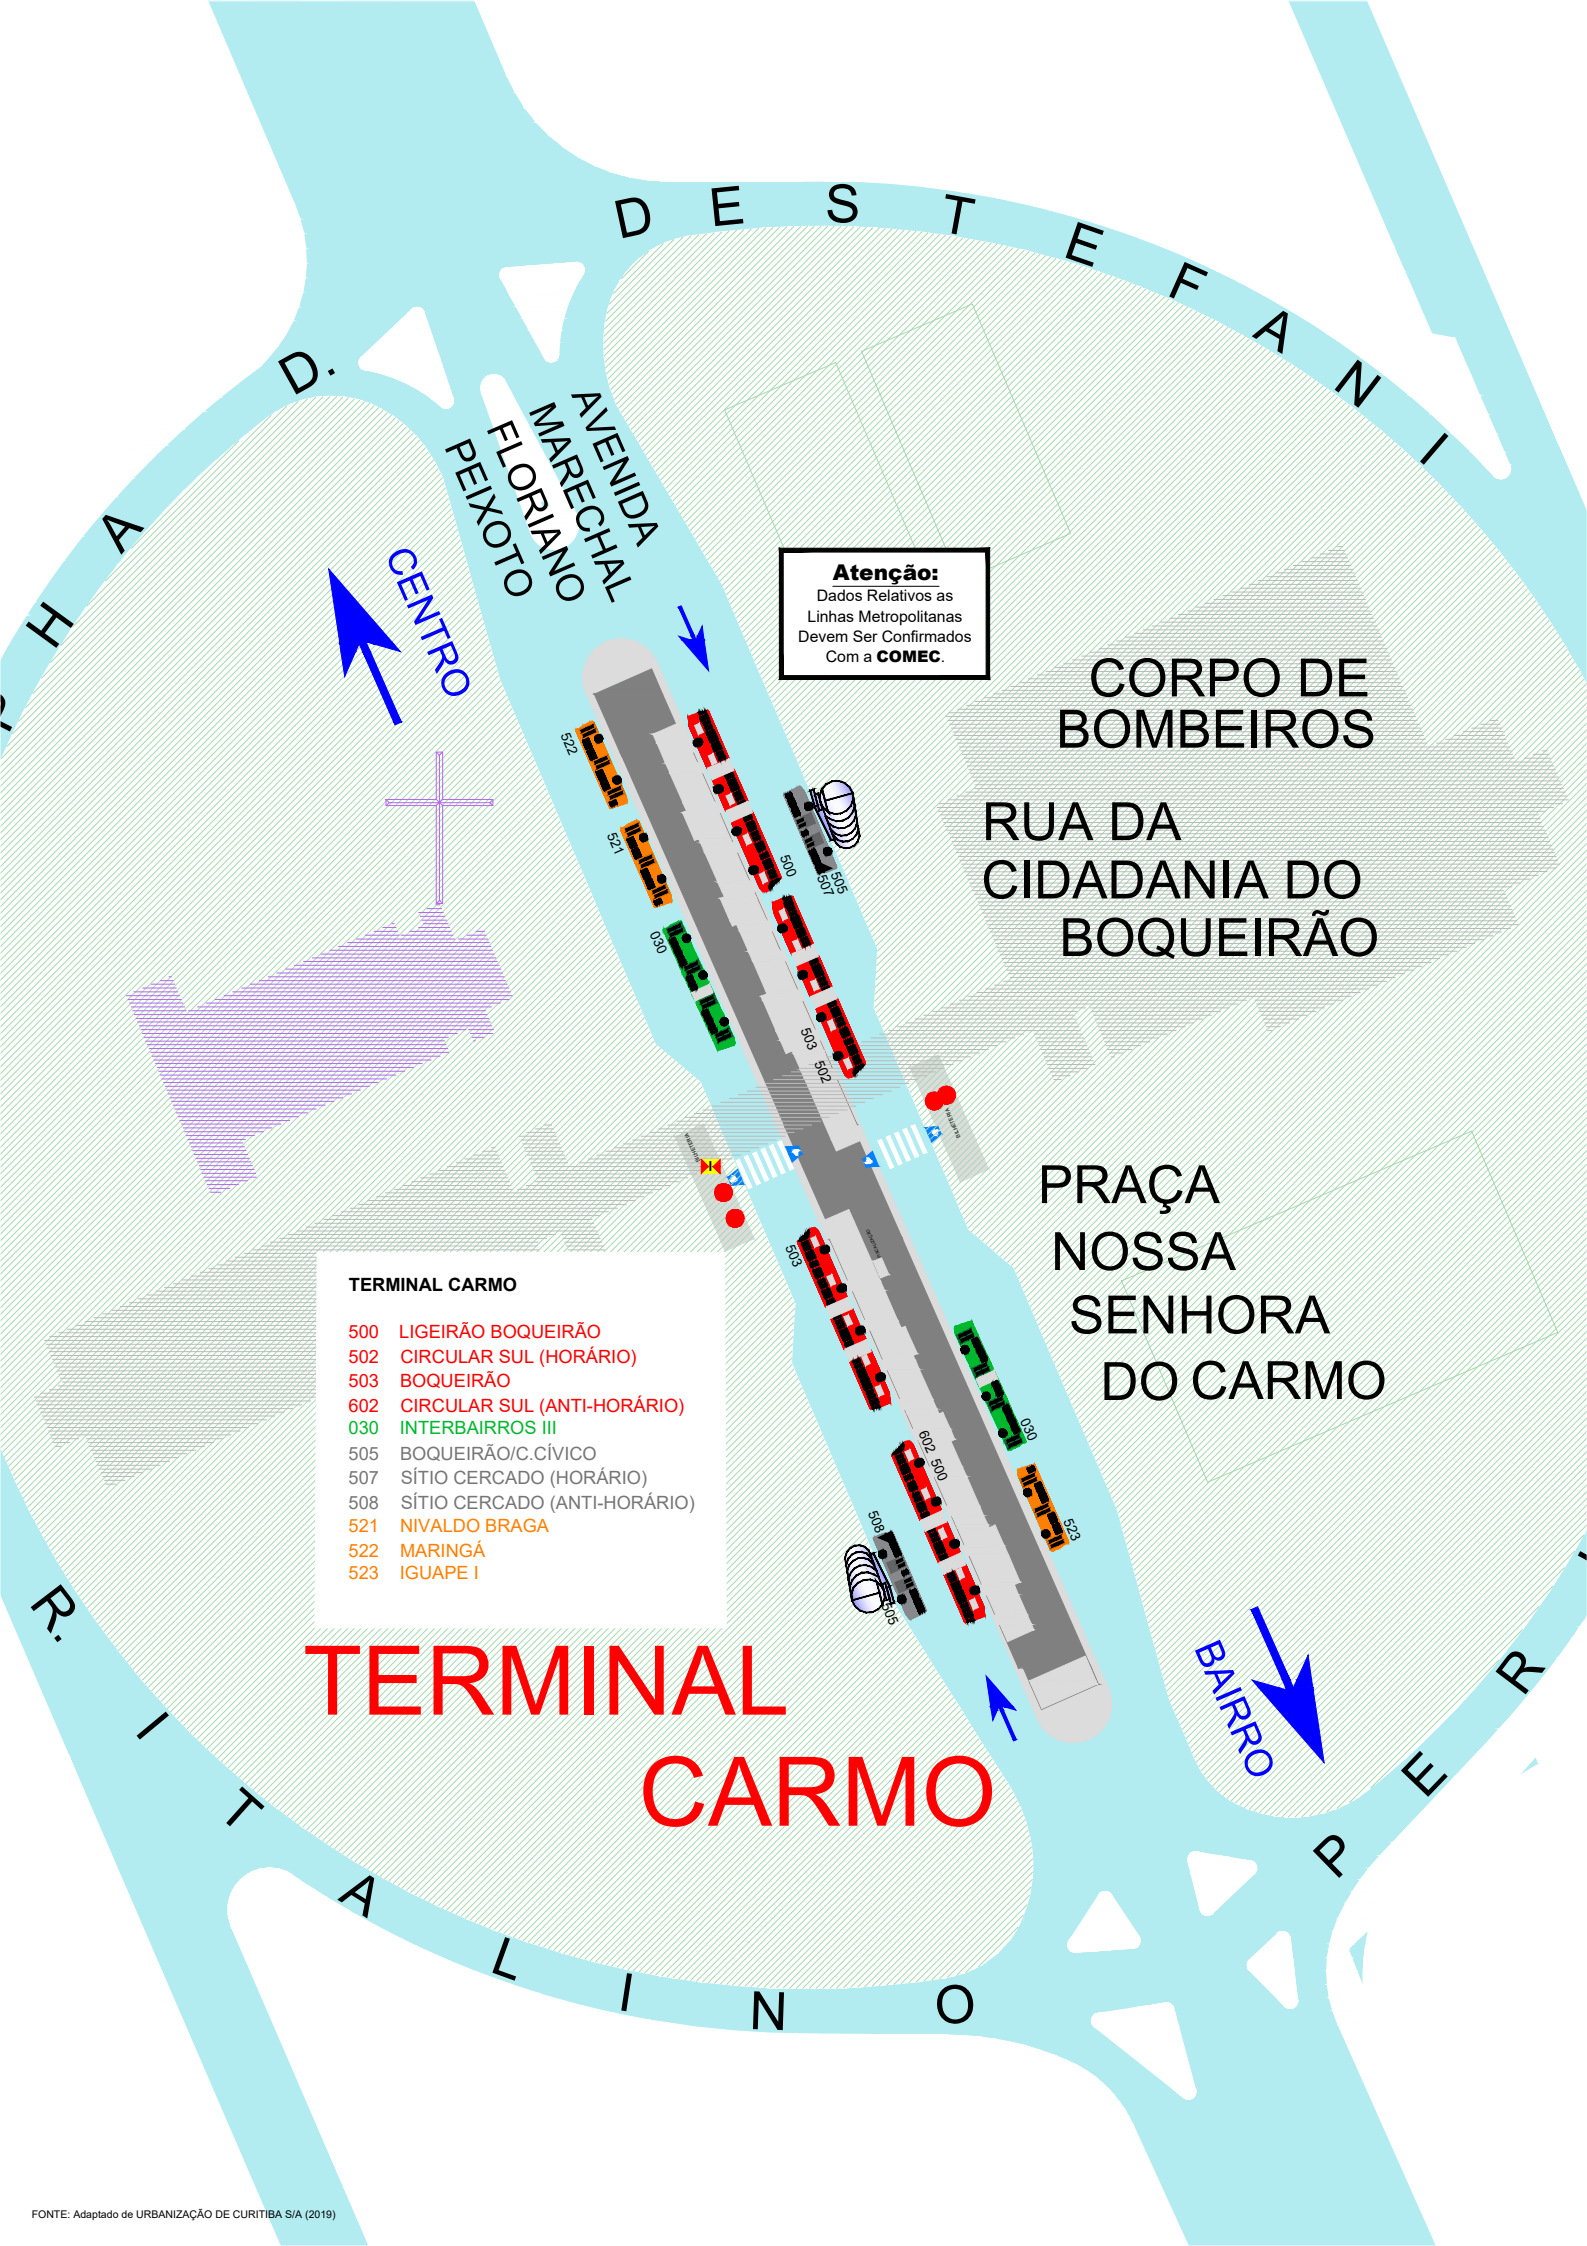 D E S T E F A N I
R. I T A L I N O
P E R
P H A D.
AVENIDA
MARECHAL
FLORIANO
PEIXOTO
CENTRO
Atenção:
Dados Relativos as
Linhas Metropolitanas
Devem Ser Confirmados
Com a COMEC.
CORPO DE
BOMBEIROS
RUA DA
CIDADANIA DO
BOQUEIRÃO
522
521
030
500
505
507
503
502
BILHETERIA
BILHETERIA
PRAÇA
NOSSA
SENHORA
DO CARMO
503
602
500
508
505
030
523
TERMINAL CARMO
500 LIGEIRÃO BOQUEIRÃO
502 CIRCULAR SUL (HORÁRIO)
503 BOQUEIRÃO
602 CIRCULAR SUL (ANTI-HORÁRIO)
030 INTERBAIRROS III
505 BOQUEIRÃO/C.CÍVICO
507 SÍTIO CERCADO (HORÁRIO)
508 SÍTIO CERCADO (ANTI-HORÁRIO)
521 NIVALDO BRAGA
522 MARINGÁ
523 IGUAPE I
TERMINAL
CARMO
BAIRRO
FONTE: Adaptado de URBANIZAÇÃO DE CURITIBA S/A (2019)